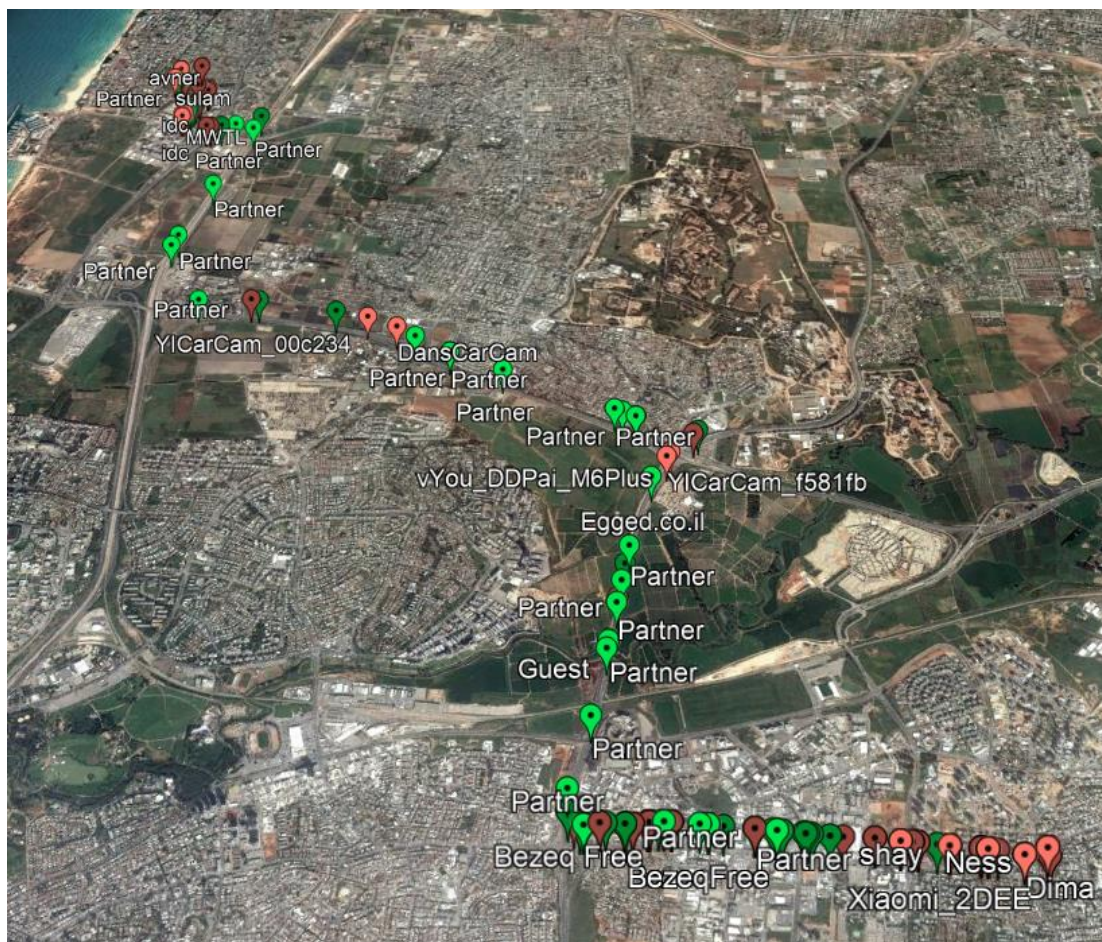 avner
Partner sulam
idc
MWTL
idc
Partner
Partner
Partner
Partner
Partner
Partner
YICarCam_00c234
DansCarCam
Partner
Partner
Partner
Partner
Partner
vYou_DDPai_M6Plus
YICarCam_f581fb
Egged.co.il
Partner
Partner
Partner
Guest
Partner
Partner
Partner
Partner
Bezeq Free
BezeqFree
Partner
shay
Ness
Xiaomi_2DEE
Dima